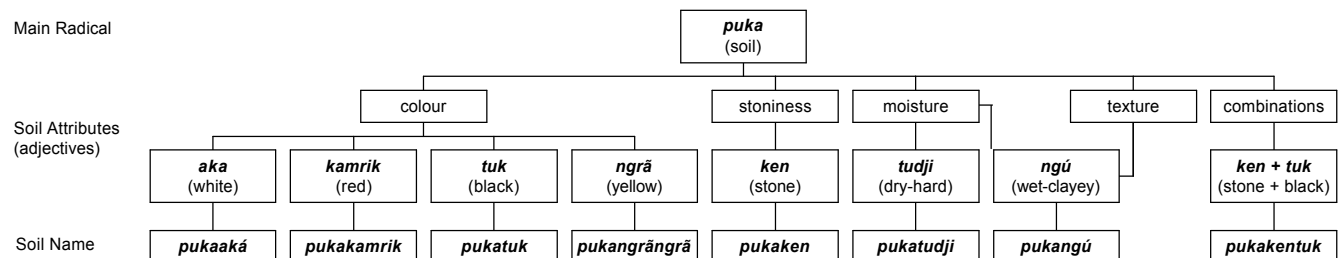 Main Radical
puka
(soil)
colour
stoniness
moisture
texture
combinations
Soil Attributes
(adjectives)
aka
(white)
kamrik
(red)
tuk
(black)
ngrã
(yellow)
ken
(stone)
tudji
(dry-hard)
ngú
(wet-clayey)
ken + tuk
(stone + black)
Soil Name
pukaaká
pukakamrik
pukatuk
pukangrãngrã
pukaken
pukatudji
pukangú
pukakentuk